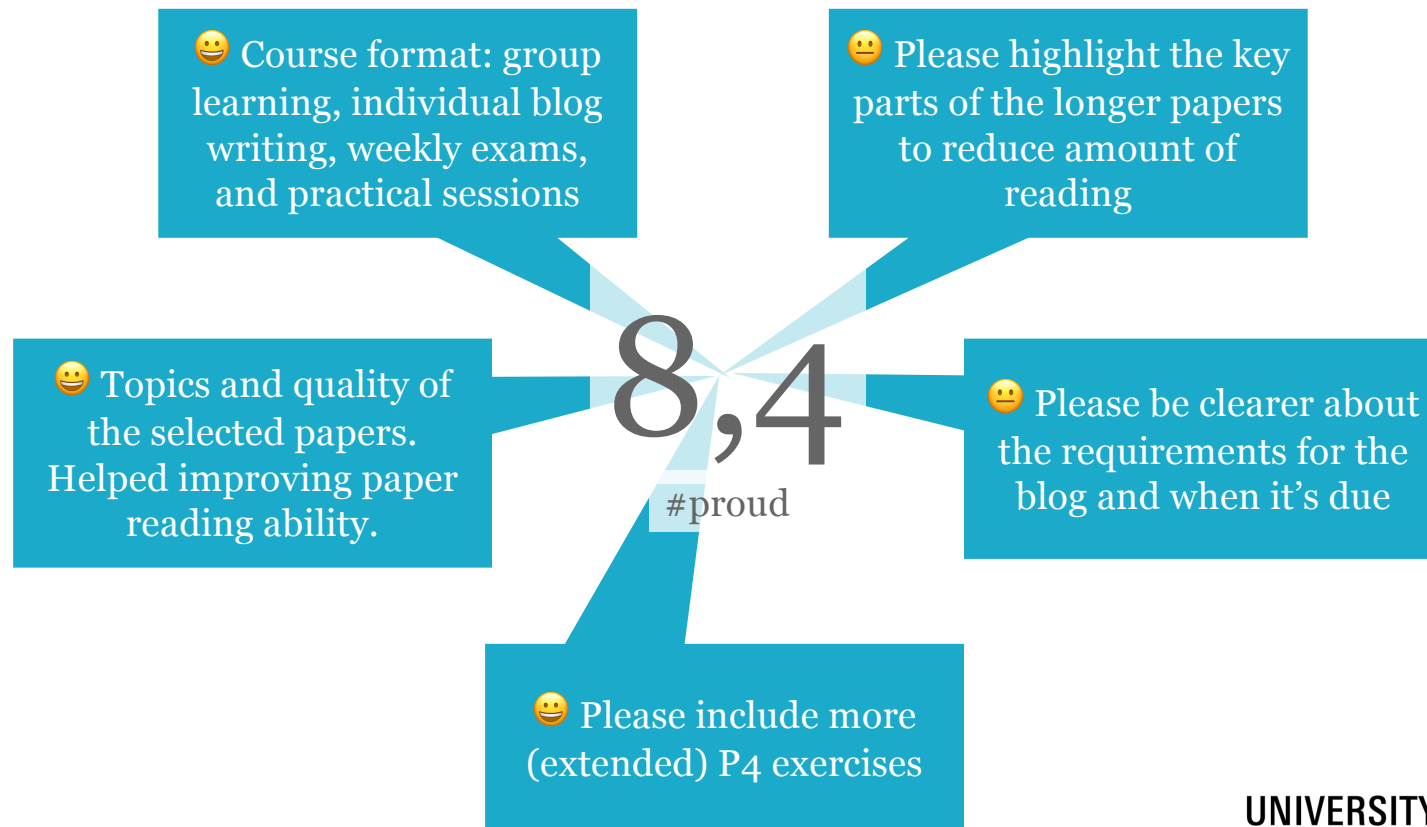 😀 Course format: group
learning, individual blog
writing, weekly exams,
and practical sessions
😐 Please highlight the key
parts of the longer papers
to reduce amount of
reading
😀 Topics and quality of
the selected papers.
Helped improving paper
reading ability.
8,4
#proud
😐 Please be clearer about
the requirements for the
blog and when it’s due
😀 Please include more
(extended) P4 exercises
UNIVERSITY